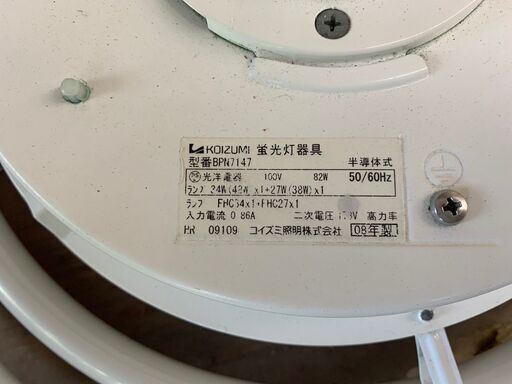 KOIZUMI 蛍光灯器具
型番BPN7147 半導体式
光洋電器 100V 82W 50/60Hz
ランプ 34W(48W)x1+27W(38W)x1
ランプ FHC34x1+FHC27x1
入力電流 0.86A 二次電圧 高力率
HR 09109 コイズミ照明株式会社 08年製